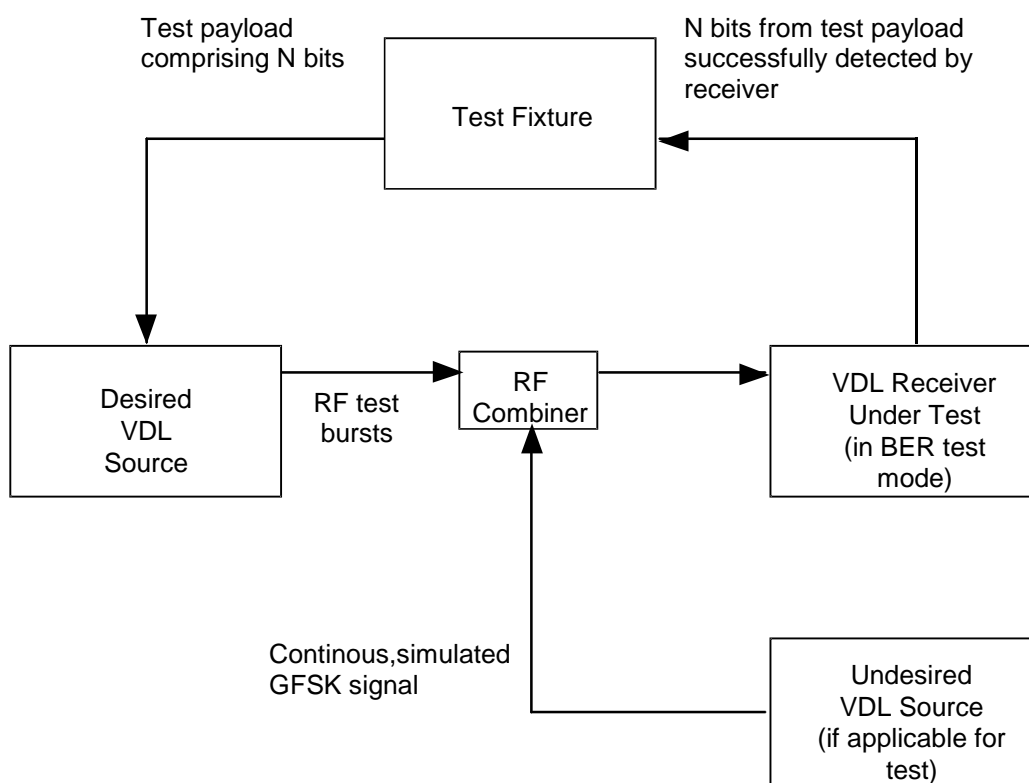 Test payload
comprising N bits
N bits from test payload
successfully detected by
receiver
Test Fixture
Desired
VDL
Source
RF test
bursts
RF
Combiner
VDL Receiver
Under Test
(in BER test
mode)
Continous,simulated
GFSK signal
Undesired
VDL Source
(if applicable for
test)